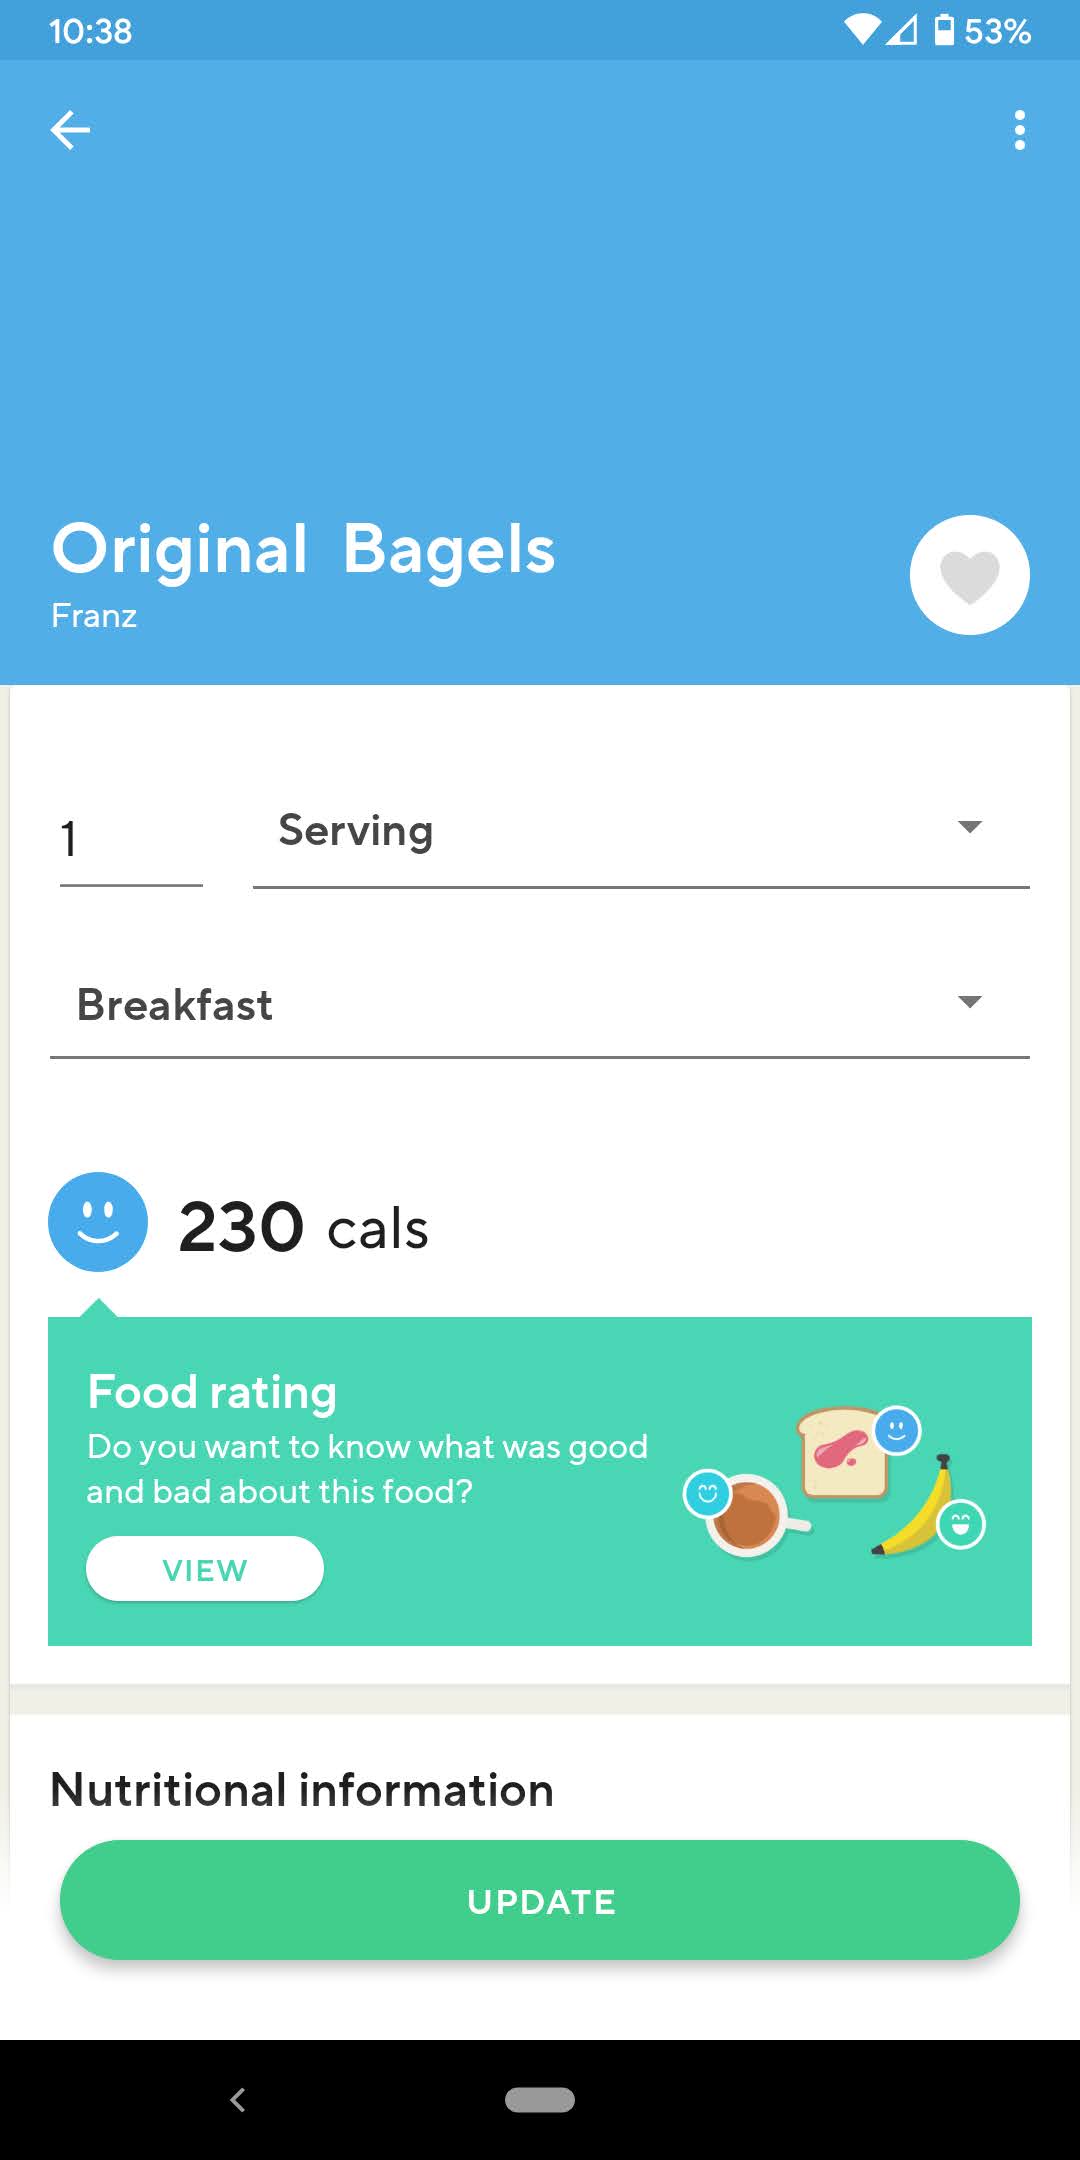 10:38
53%
Original Bagels
Franz
1
Serving
Breakfast
230 cals
Food rating
Do you want to know what was good
and bad about this food?
VIEW
Nutritional information
UPDATE